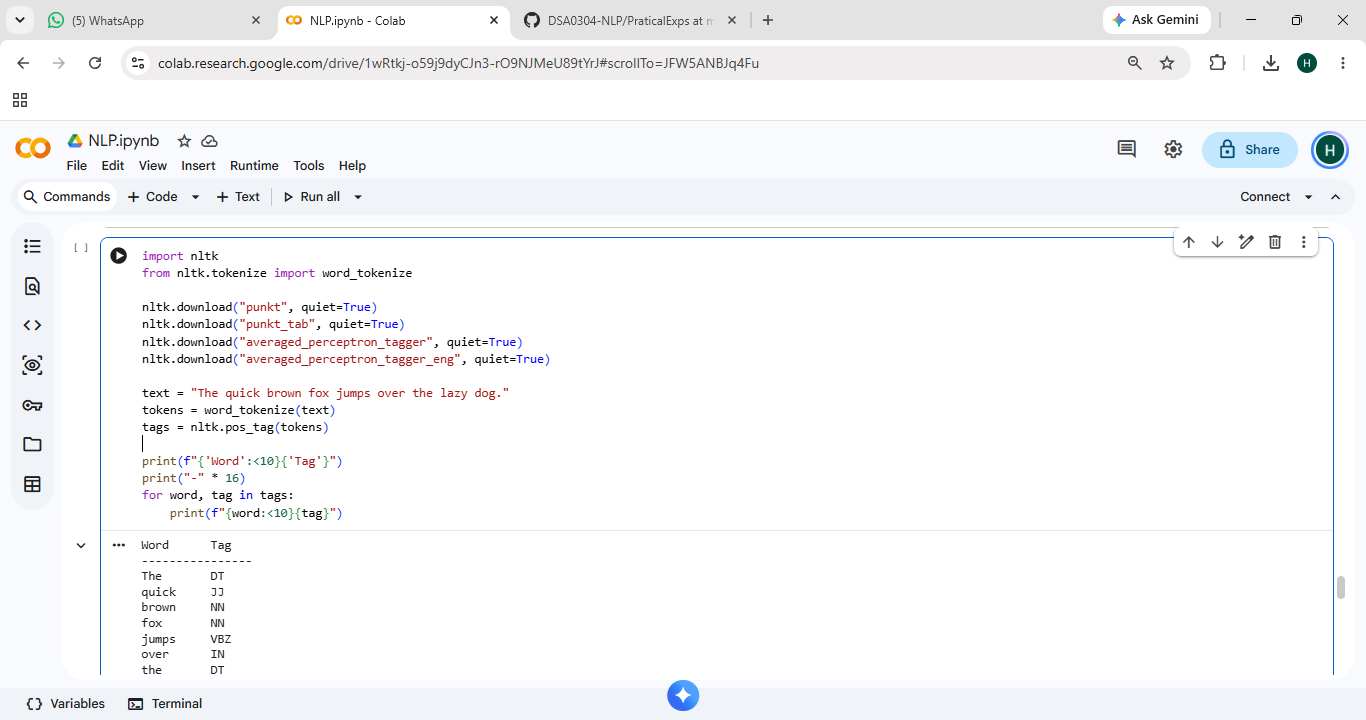 (5) WhatsApp
NLP.ipynb - Colab
DSA0304-NLP/PraticalExps at m
Ask Gemini
colab.research.google.com/drive/1wRtkj-o59j9dyCJn3-rO9NJMeU89tYrJ#scrollTo=JFW5ANBJq4Fu
H
NLP.ipynb
File Edit View Insert Runtime Tools Help
Share
H
Commands + Code + Text Run all
Connect
[ ]
import nltk
from nltk.tokenize import word_tokenize
nltk.download("punkt", quiet=True)
nltk.download("punkt_tab", quiet=True)
nltk.download("averaged_perceptron_tagger", quiet=True)
nltk.download("averaged_perceptron_tagger_eng", quiet=True)
text = "The quick brown fox jumps over the lazy dog."
tokens = word_tokenize(text)
tags = nltk.pos_tag(tokens)
print(f"{'Word':<10}{'Tag'}")
print("-" * 16)
for word, tag in tags:
    print(f"{word:<10}{tag}")
Word Tag
----------------
The DT
quick JJ
brown NN
fox NN
jumps VBZ
over IN
the DT
Variables Terminal